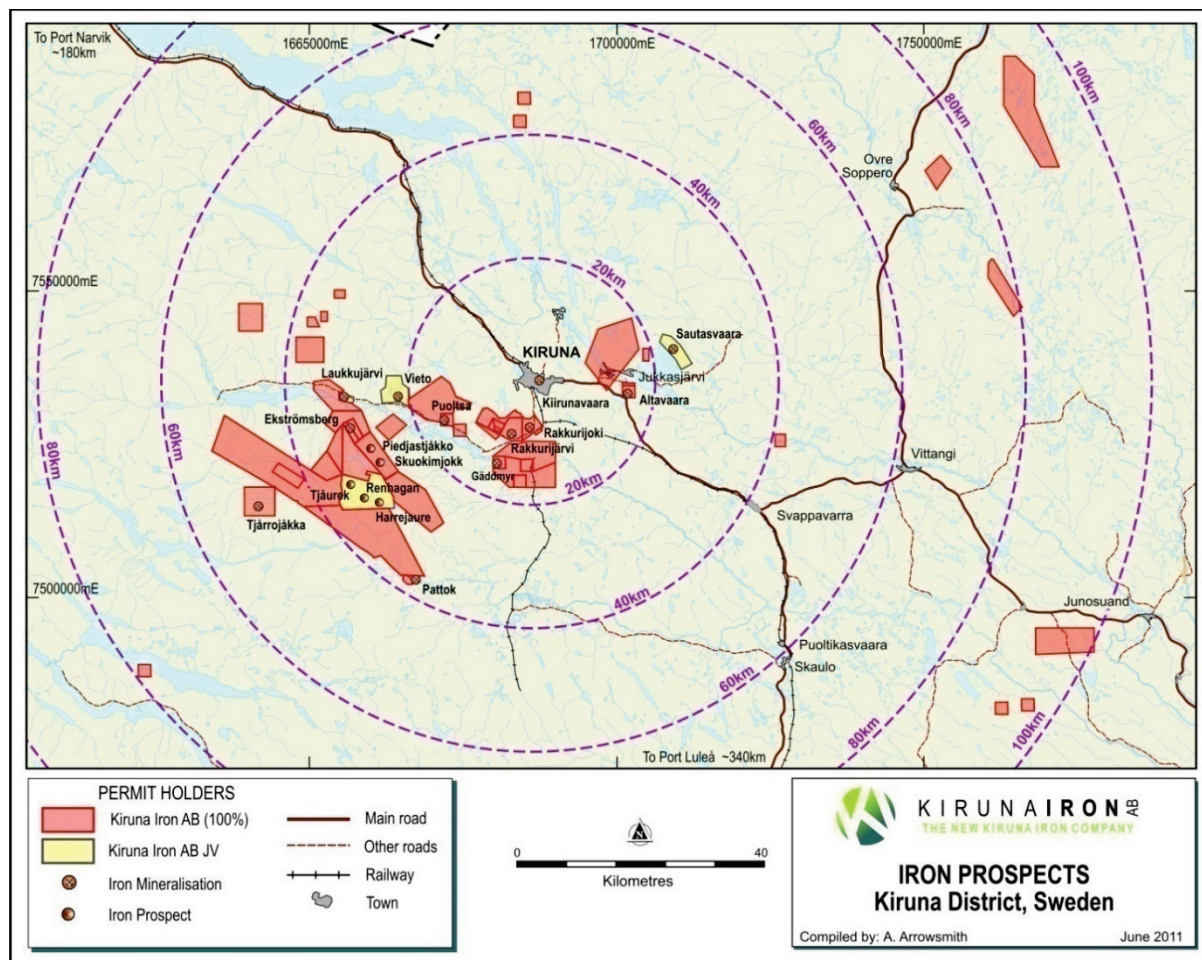 To Port Narvik
~180km
1665000mE
1700000mE
1750000mE
100km
80km
60km
40km
20km
Ovre
Soppero
7550000mE
KIRUNA
Sautasvaara
Jukkasjärvi
Kiirunavaara
Altavaara
Laukkujärvi
Vieto
Puoltsa
Ekströmsberg
Rakkurijoki
Rakkurijärvi
Piedjastjåkko
Skuokimjokk
Gäddmyr
20km
Tjåurek
Rennagan
Harrejaure
Tjårrojåkka
Vittangi
Svappavarra
80km
60km
Pattok
7500000mE
40km
Junosuand
Puoltikasvaara
Skaulo
60km
80km
100km
To Port Luleå ~340km
PERMIT HOLDERS
Kiruna Iron AB (100%)
Kiruna Iron AB JV
Iron Mineralisation
Iron Prospect
Main road
Other roads
Railway
Town
N
0
40
Kilometres
KIRUNAIRON AB
THE NEW KIRUNA IRON COMPANY
IRON PROSPECTS
Kiruna District, Sweden
Compiled by: A. Arrowsmith
June 2011